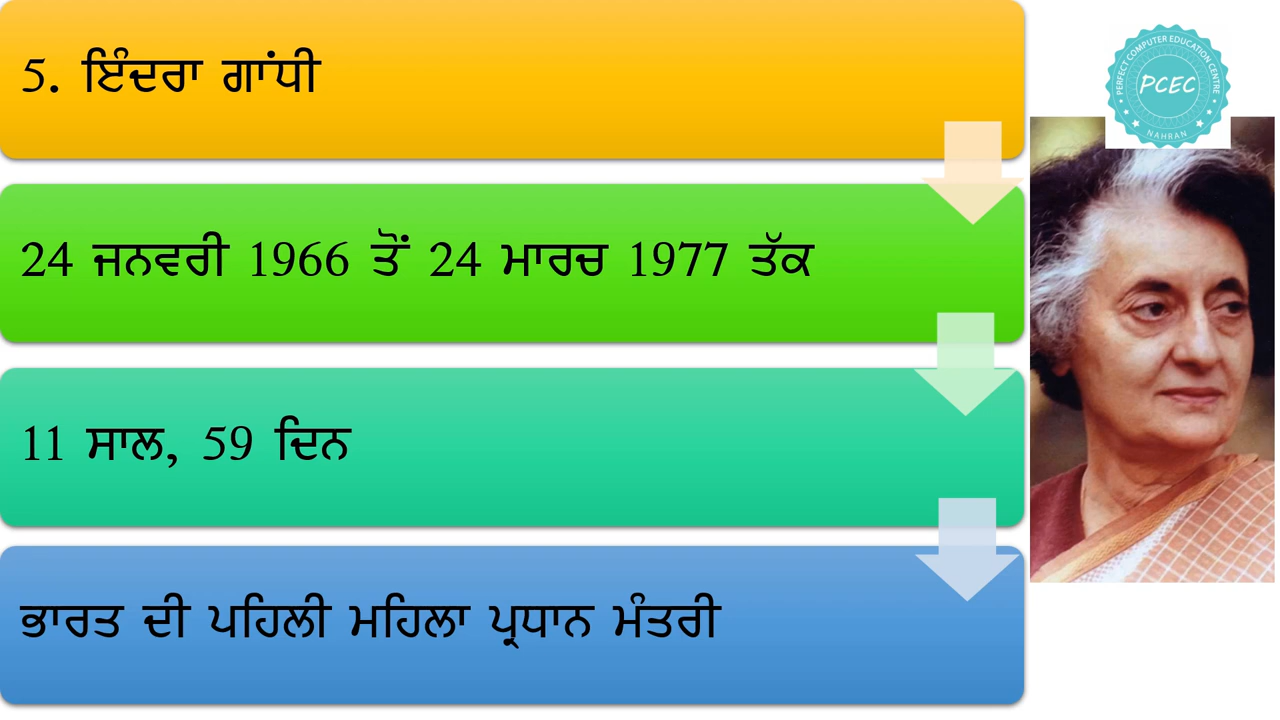 5. ਇੰਦਰਾ ਗਾਂਧੀ
PERFECT COMPUTER EDUCATION CENTRE
PCEC
NAHRAN
24 ਜਨਵਰੀ 1966 ਤੋਂ 24 ਮਾਰਚ 1977 ਤੱਕ
11 ਸਾਲ, 59 ਦਿਨ
ਭਾਰਤ ਦੀ ਪਹਿਲੀ ਮਹਿਲਾ ਪ੍ਰਧਾਨ ਮੰਤਰੀ